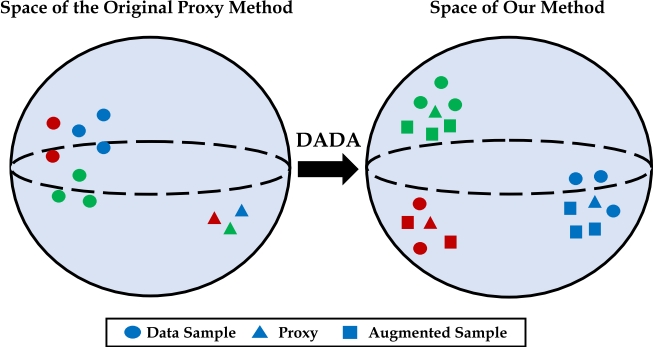 Space of the Original Proxy Method
Space of Our Method
DADA
Data Sample
Proxy
Augmented Sample